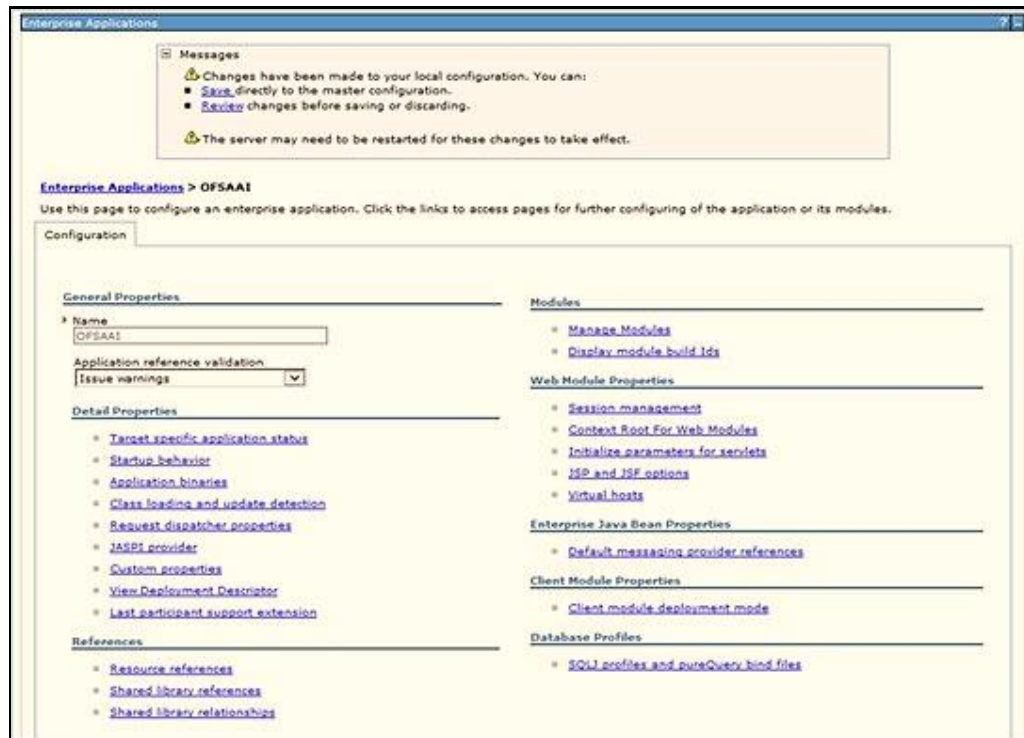 Enterprise Applications
Messages
Changes have been made to your local configuration. You can:
Save directly to the master configuration.
Review changes before saving or discarding.
The server may need to be restarted for these changes to take effect.
Enterprise Applications > OFSAAI
Use this page to configure an enterprise application. Click the links to access pages for further configuring of the application or its modules.
Configuration
General Properties
Name
OFSAAI
Application reference validation
Issue warnings
Detail Properties
Target specific application status
Startup behavior
Application binaries
Class loading and update detection
Request dispatcher properties
JASPI provider
Custom properties
View Deployment Descriptor
Last participant support extension
References
Resource references
Shared library references
Shared library relationships
Modules
Manage Modules
Display module build Ids
Web Module Properties
Session management
Context Root For Web Modules
Initialize parameters for servlets
JSP and JSF options
Virtual hosts
Enterprise Java Bean Properties
Default messaging provider references
Client Module Properties
Client module deployment mode
Database Profiles
SQLJ profiles and pureQuery bind files